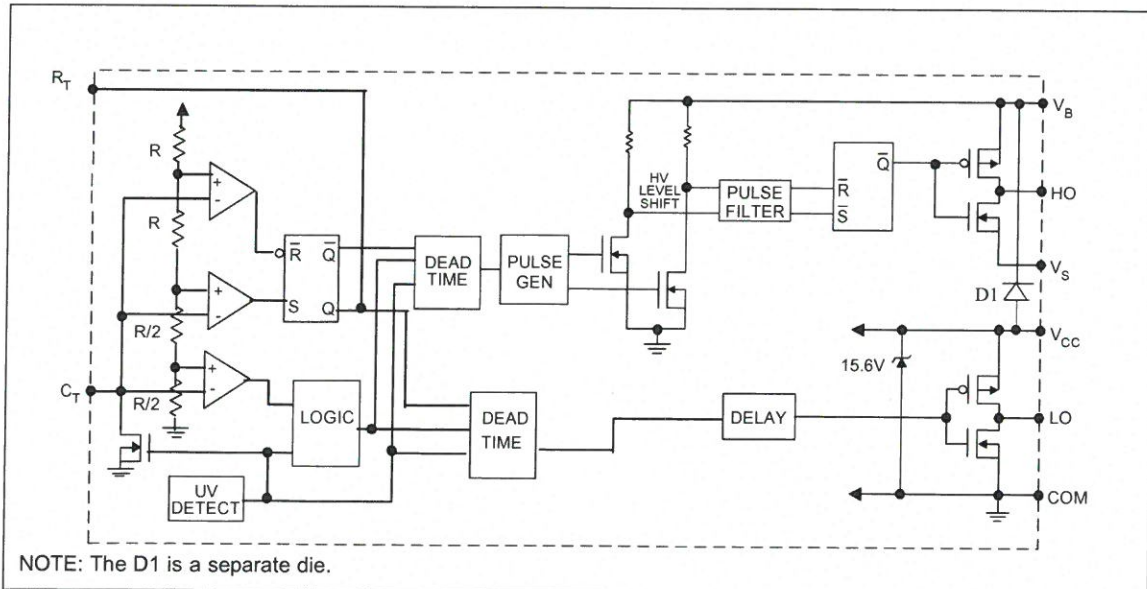 R_T
V_B
R
HV
LEVEL
SHIFT
PULSE
FILTER
R̅
S̅
Q̅
HO
+
-
R
R̅
Q̅
S
Q
DEAD
TIME
PULSE
GEN
V_S
D1
+
-
R/2
15.6V
V_CC
C_T
+
-
R/2
LOGIC
DEAD
TIME
DELAY
LO
UV
DETECT
COM
NOTE: The D1 is a separate die.